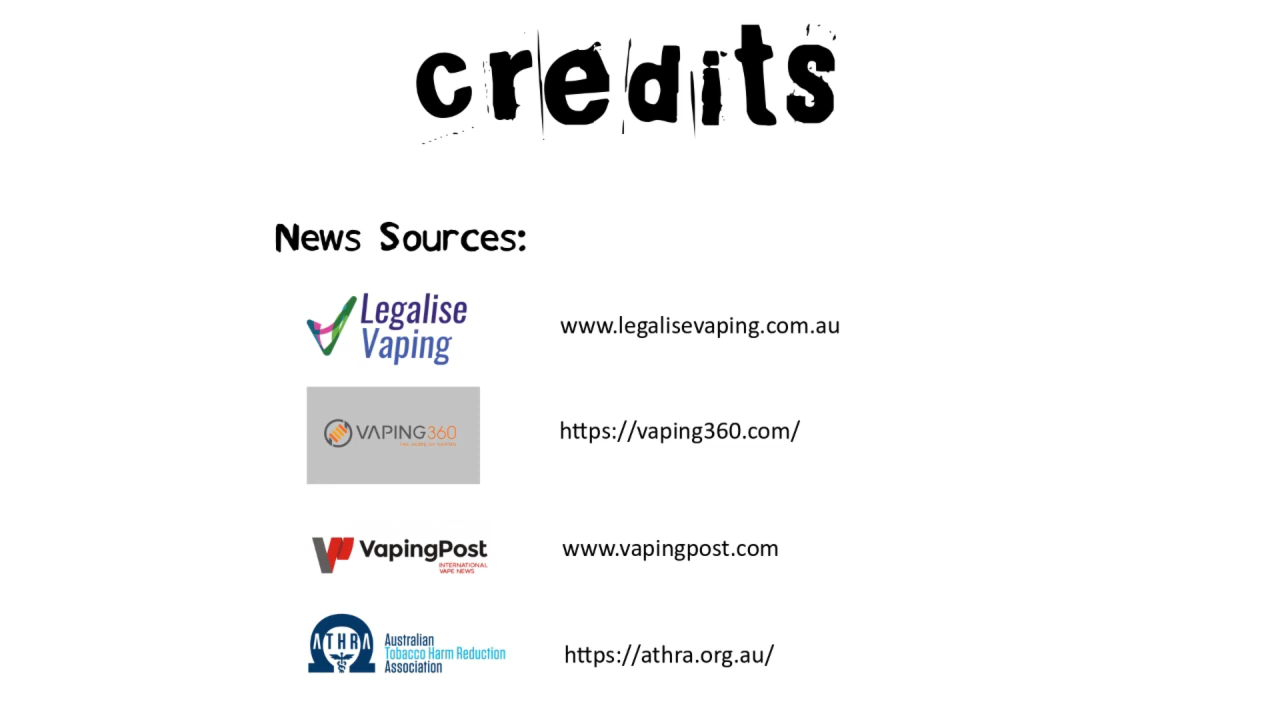 credits
News Sources:
Legalise
Vaping
www.legalisevaping.com.au
VAPING360
https://vaping360.com/
VapingPost
INTERNATIONAL
VAPE NEWS
www.vapingpost.com
ATHRA
Australian
Tobacco Harm Reduction
Association
https://athra.org.au/